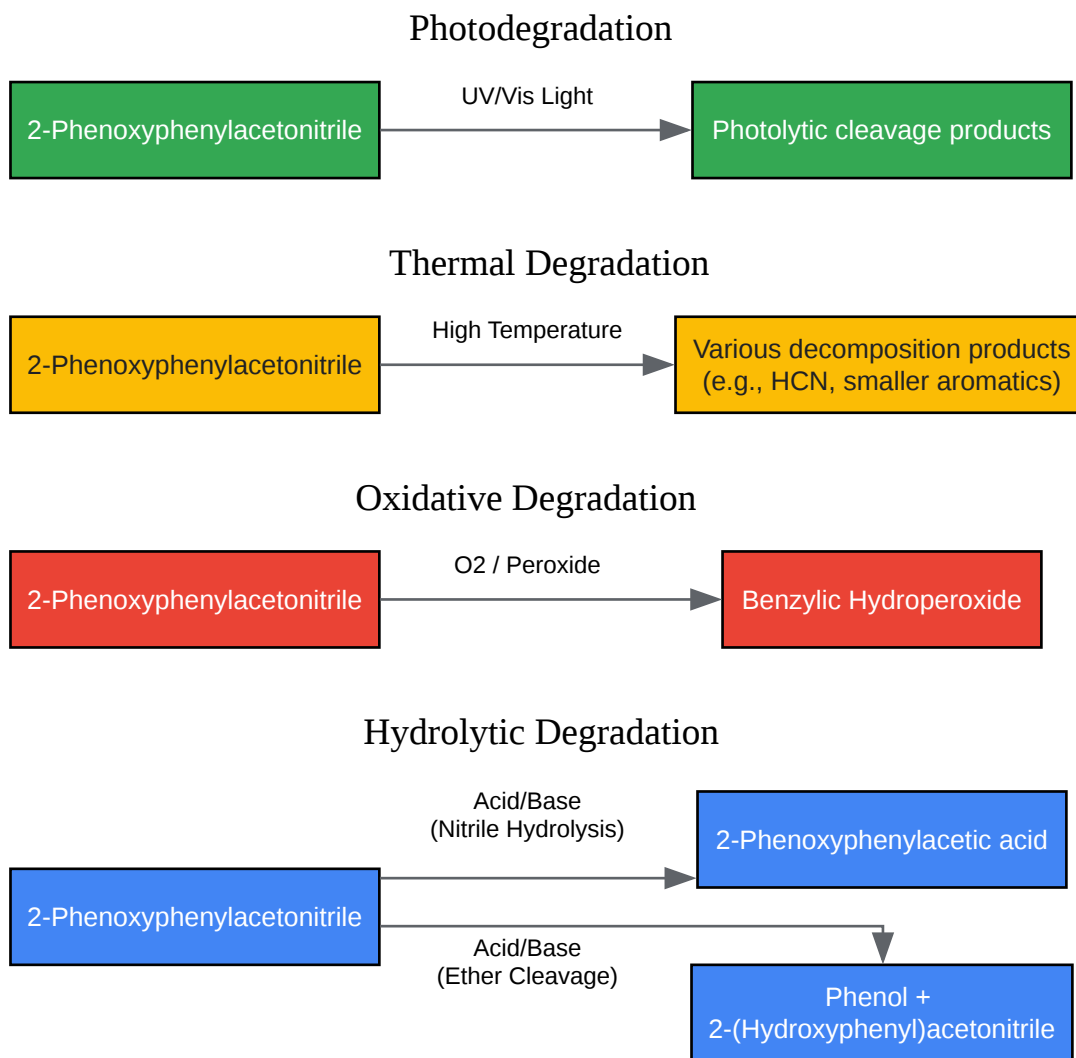 Photodegradation
2-Phenoxyphenylacetonitrile
UV/Vis Light
Photolytic cleavage products
Thermal Degradation
2-Phenoxyphenylacetonitrile
High Temperature
Various decomposition products
(e.g., HCN, smaller aromatics)
Oxidative Degradation
2-Phenoxyphenylacetonitrile
O2 / Peroxide
Benzylic Hydroperoxide
Hydrolytic Degradation
2-Phenoxyphenylacetonitrile
Acid/Base
(Nitrile Hydrolysis)
2-Phenoxyphenylacetic acid
Acid/Base
(Ether Cleavage)
Phenol +
2-(Hydroxyphenyl)acetonitrile